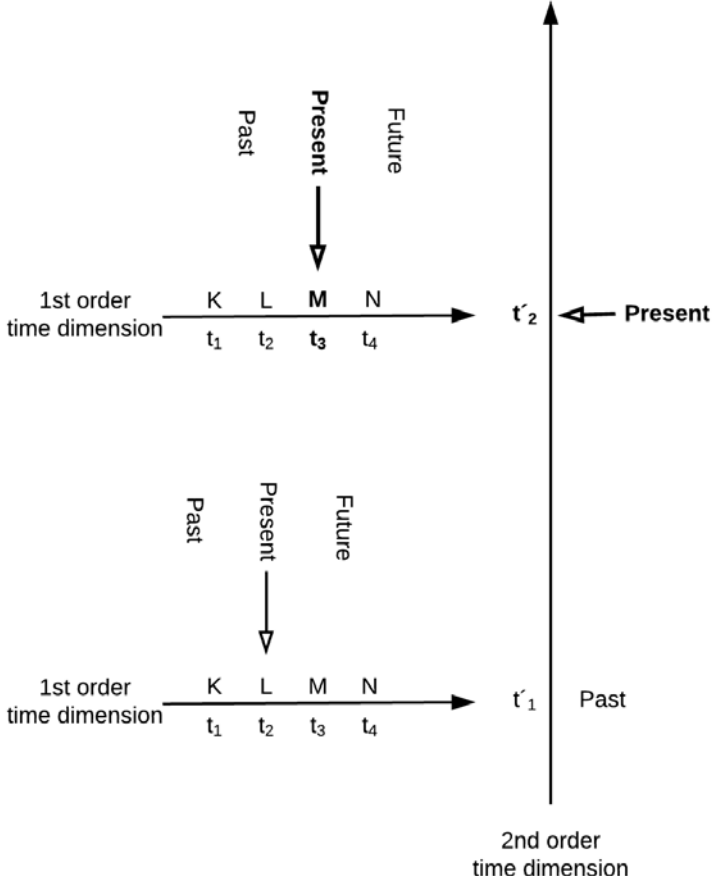 Past
Present
Future
1st order
time dimension
K L M N
t1 t2 t3 t4
t´2
Present
Past
Present
Future
1st order
time dimension
K L M N
t1 t2 t3 t4
t´1
Past
2nd order
time dimension